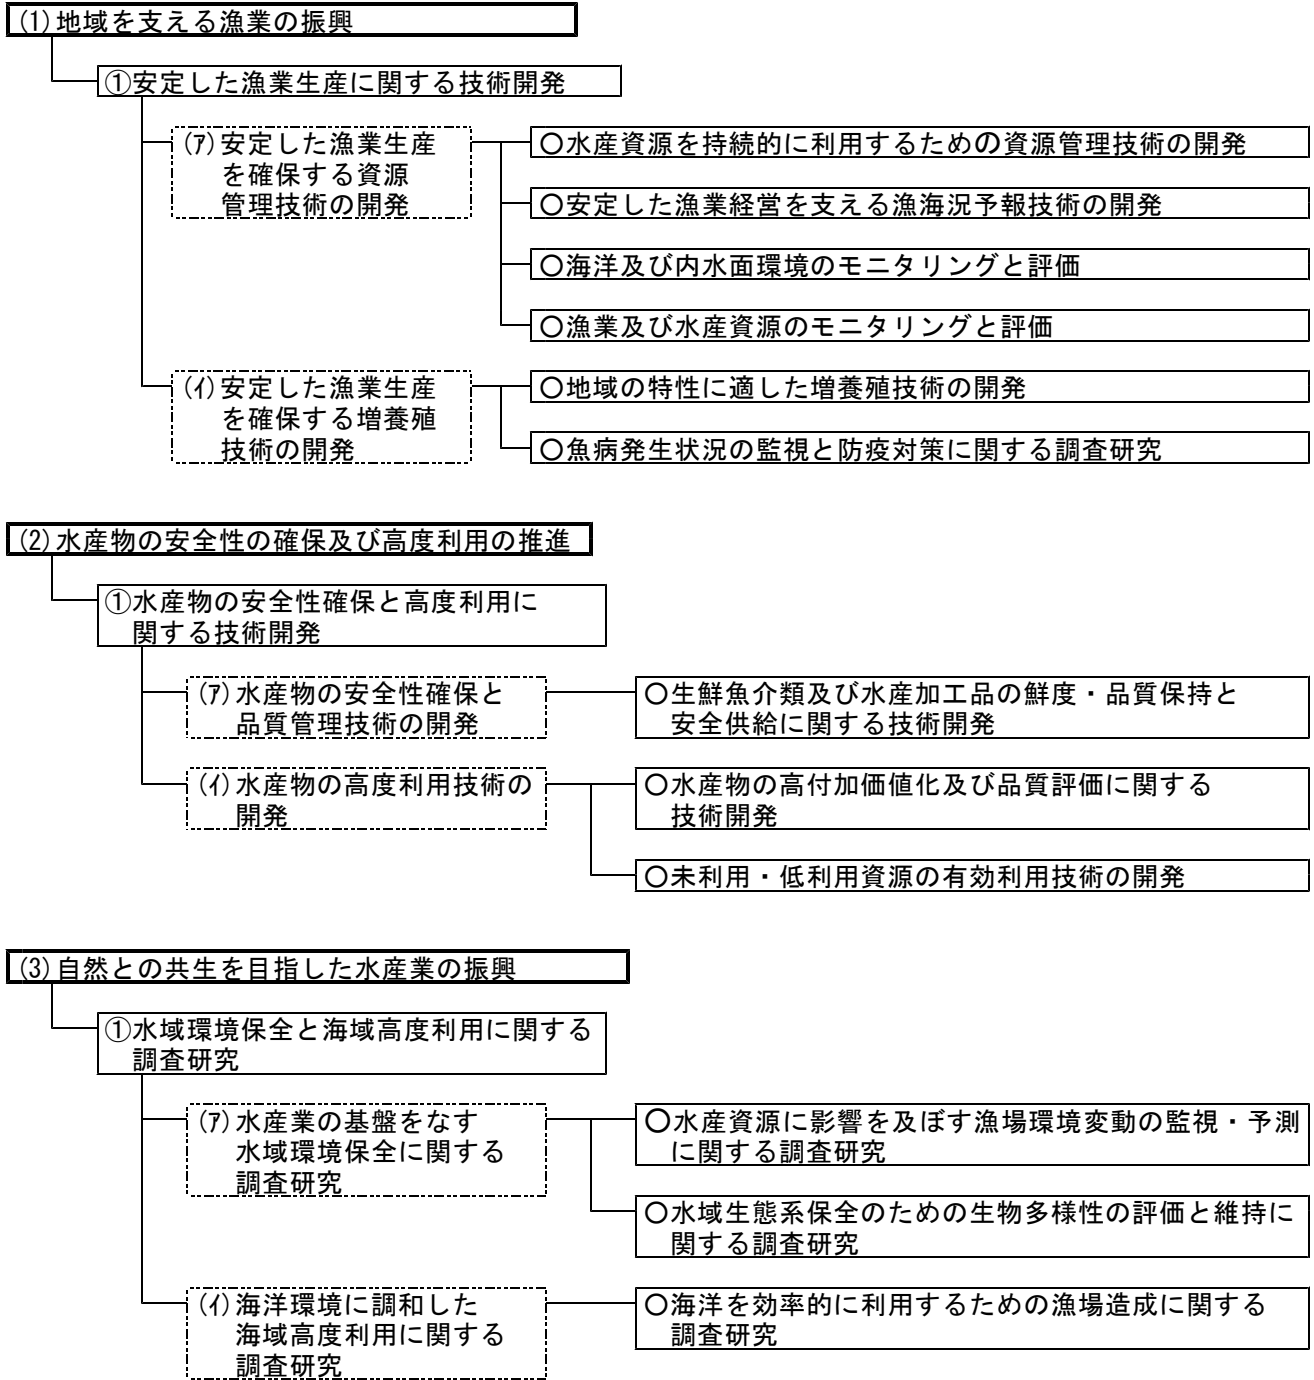 (1)地域を支える漁業の振興
①安定した漁業生産に関する技術開発
(ｱ)安定した漁業生産
を確保する資源
管理技術の開発
〇水産資源を持続的に利用するための資源管理技術の開発
〇安定した漁業経営を支える漁海況予報技術の開発
〇海洋及び内水面環境のモニタリングと評価
〇漁業及び水産資源のモニタリングと評価
(ｲ)安定した漁業生産
を確保する増養殖
技術の開発
〇地域の特性に適した増養殖技術の開発
〇魚病発生状況の監視と防疫対策に関する調査研究
(2)水産物の安全性の確保及び高度利用の推進
①水産物の安全性確保と高度利用に
関する技術開発
(ｱ)水産物の安全性確保と
品質管理技術の開発
〇生鮮魚介類及び水産加工品の鮮度・品質保持と
安全供給に関する技術開発
(ｲ)水産物の高度利用技術の
開発
〇水産物の高付加価値化及び品質評価に関する
技術開発
〇未利用・低利用資源の有効利用技術の開発
(3)自然との共生を目指した水産業の振興
①水域環境保全と海域高度利用に関する
調査研究
(ｱ)水産業の基盤をなす
水域環境保全に関する
調査研究
〇水産資源に影響を及ぼす漁場環境変動の監視・予測
に関する調査研究
〇水域生態系保全のための生物多様性の評価と維持に
関する調査研究
(ｲ)海洋環境に調和した
海域高度利用に関する
調査研究
〇海洋を効率的に利用するための漁場造成に関する
調査研究